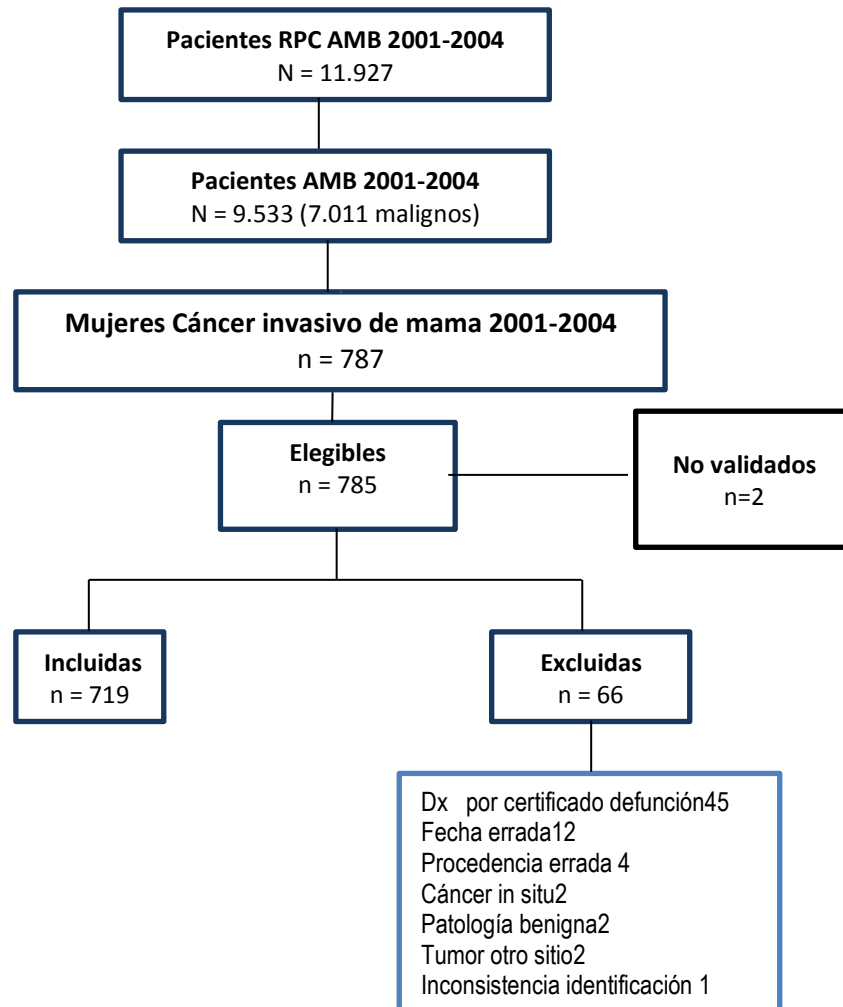 Pacientes RPC AMB 2001-2004
N = 11.927
Pacientes AMB 2001-2004
N = 9.533 (7.011 malignos)
Mujeres Cáncer invasivo de mama 2001-2004
n = 787
Elegibles
n = 785
No validados
n=2
Incluidas
n = 719
Excluidas
n = 66
Dx por certificado defunción45
Fecha errada12
Procedencia errada 4
Cáncer in situ2
Patología benigna2
Tumor otro sitio2
Inconsistencia identificación 1